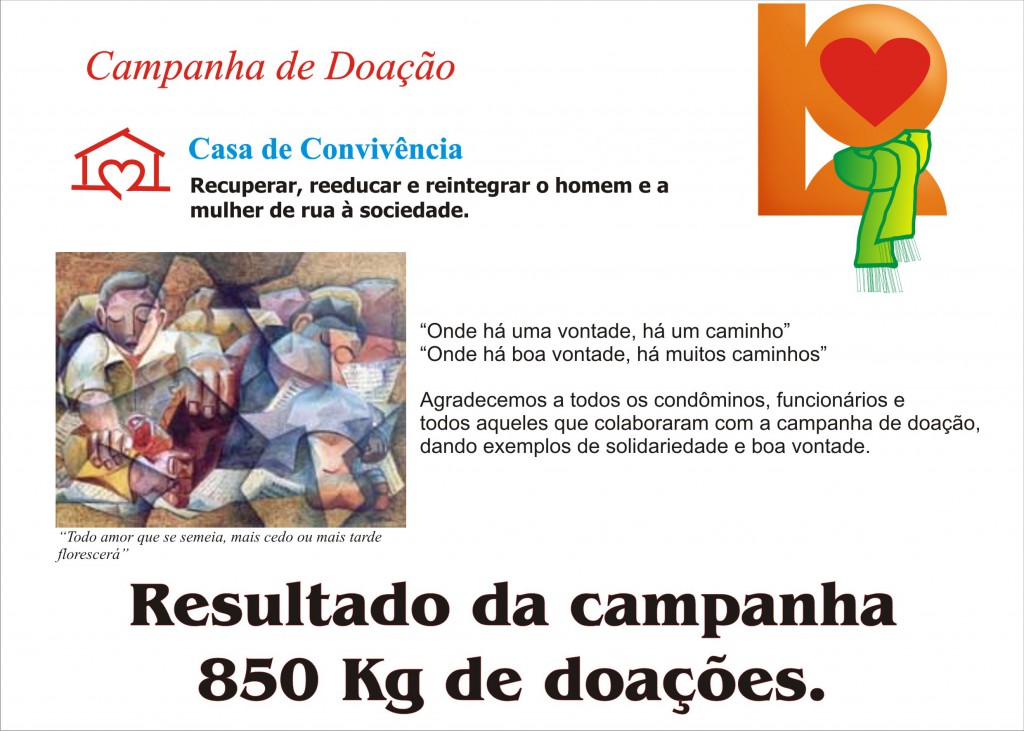 Campanha de Doação
Casa de Convivência
Recuperar, reeducar e reintegrar o homem e a
mulher de rua à sociedade.
“Onde há uma vontade, há um caminho”
“Onde há boa vontade, há muitos caminhos”
Agradecemos a todos os condôminos, funcionários e
todos aqueles que colaboraram com a campanha de doação,
dando exemplos de solidariedade e boa vontade.
“Todo amor que se semeia, mais cedo ou mais tarde
florescerá”
Resultado da campanha
850 Kg de doações.